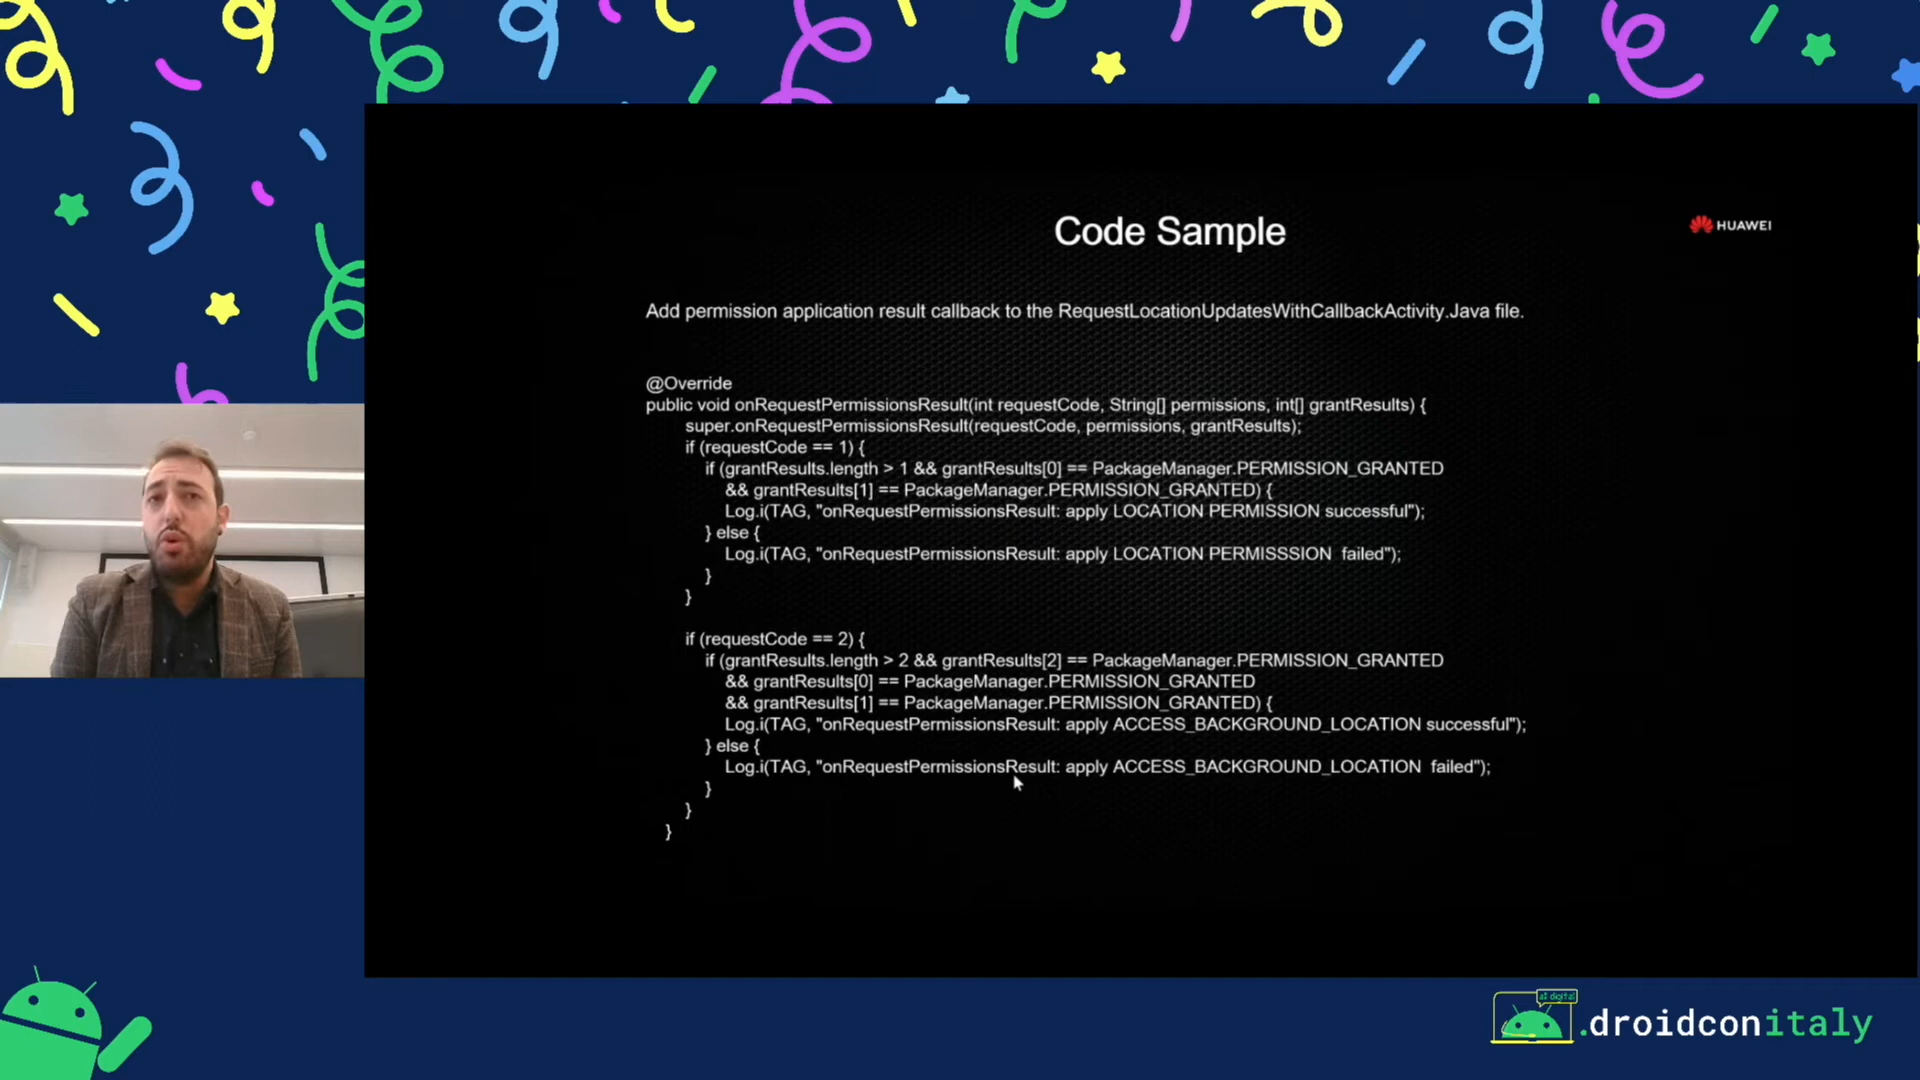 Code Sample
HUAWEI
Add permission application result callback to the RequestLocationUpdatesWithCallbackActivity.Java file.
@Override
public void onRequestPermissionsResult(int requestCode, String[] permissions, int[] grantResults) {
super.onRequestPermissionsResult(requestCode, permissions, grantResults);
if (requestCode == 1) {
if (grantResults.length > 1 && grantResults[0] == PackageManager.PERMISSION_GRANTED
&& grantResults[1] == PackageManager.PERMISSION_GRANTED) {
Log.i(TAG, "onRequestPermissionsResult: apply LOCATION PERMISSION successful");
} else {
Log.i(TAG, "onRequestPermissionsResult: apply LOCATION PERMISSSION  failed");
}
}
if (requestCode == 2) {
if (grantResults.length > 2 && grantResults[2] == PackageManager.PERMISSION_GRANTED
&& grantResults[0] == PackageManager.PERMISSION_GRANTED
&& grantResults[1] == PackageManager.PERMISSION_GRANTED) {
Log.i(TAG, "onRequestPermissionsResult: apply ACCESS_BACKGROUND_LOCATION successful");
} else {
Log.i(TAG, "onRequestPermissionsResult: apply ACCESS_BACKGROUND_LOCATION  failed");
}
}
}
.droidconitaly